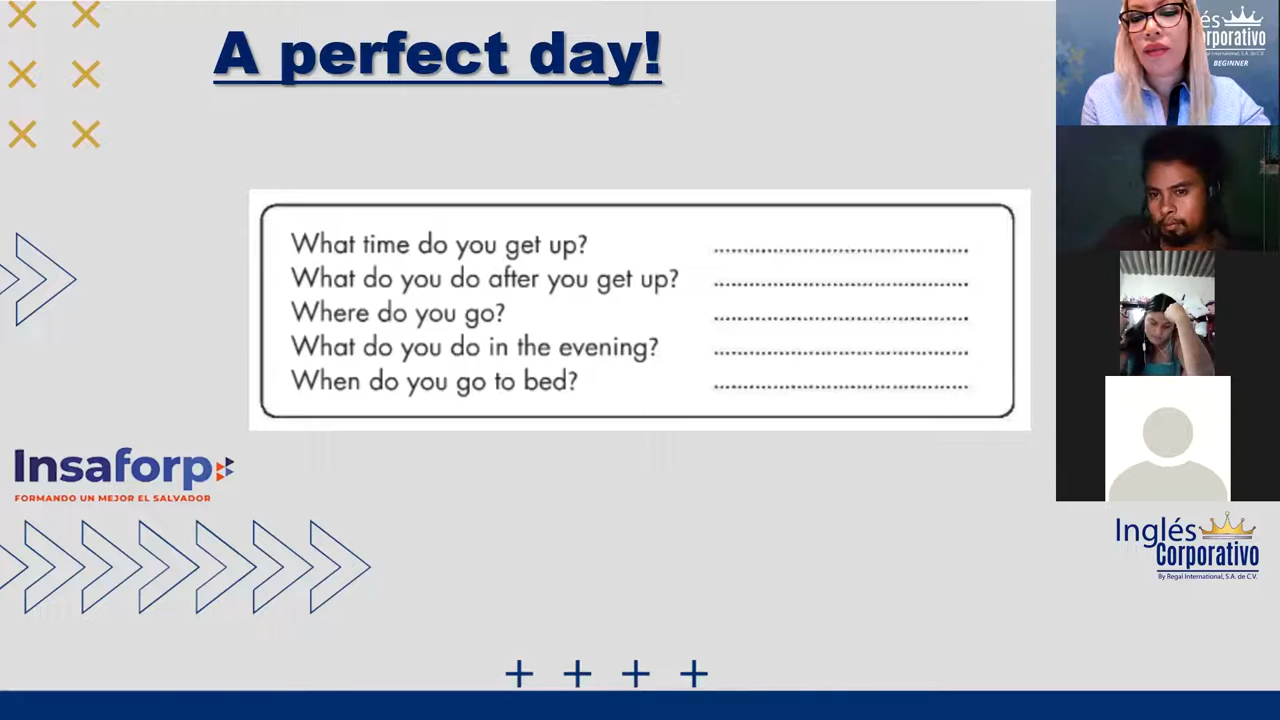 A perfect day!
és
orporativo
BEGINNER
What time do you get up? ........................................
What do you do after you get up? ........................................
Where do you go? ........................................
What do you do in the evening? ........................................
When do you go to bed? ........................................
Insaforp
FORMANDO UN MEJOR EL SALVADOR
Inglés
Corporativo
By Regal International, S.A. de C.V.